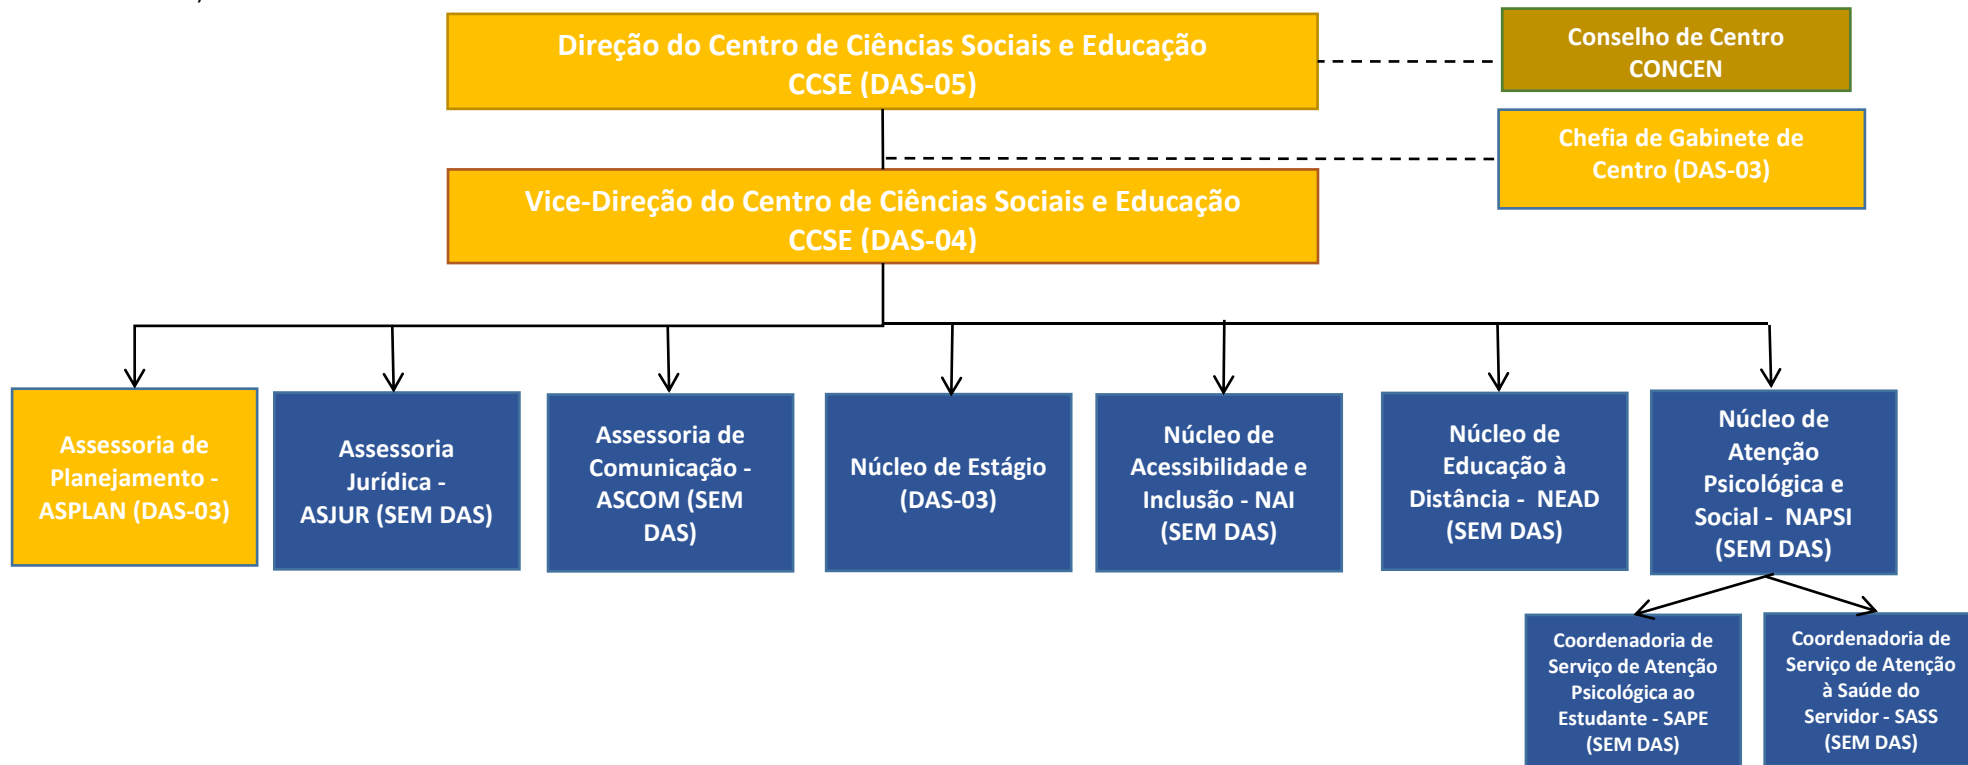 Direção do Centro de Ciências Sociais e Educação
CCSE (DAS-05)
Conselho de Centro
CONCEN
Chefia de Gabinete de
Centro (DAS-03)
Vice-Direção do Centro de Ciências Sociais e Educação
CCSE (DAS-04)
Assessoria de
Planejamento -
ASPLAN (DAS-03)
Assessoria
Jurídica -
ASJUR (SEM DAS)
Assessoria de
Comunicação -
ASCOM (SEM
DAS)
Núcleo de Estágio
(DAS-03)
Núcleo de
Acessibilidade e
Inclusão - NAI
(SEM DAS)
Núcleo de
Educação à
Distância -  NEAD
(SEM DAS)
Núcleo de
Atenção
Psicológica e
Social -  NAPSI
(SEM DAS)
Coordenadoria de
Serviço de Atenção
Psicológica ao
Estudante - SAPE
(SEM DAS)
Coordenadoria de
Serviço de Atenção
à Saúde do
Servidor - SASS
(SEM DAS)